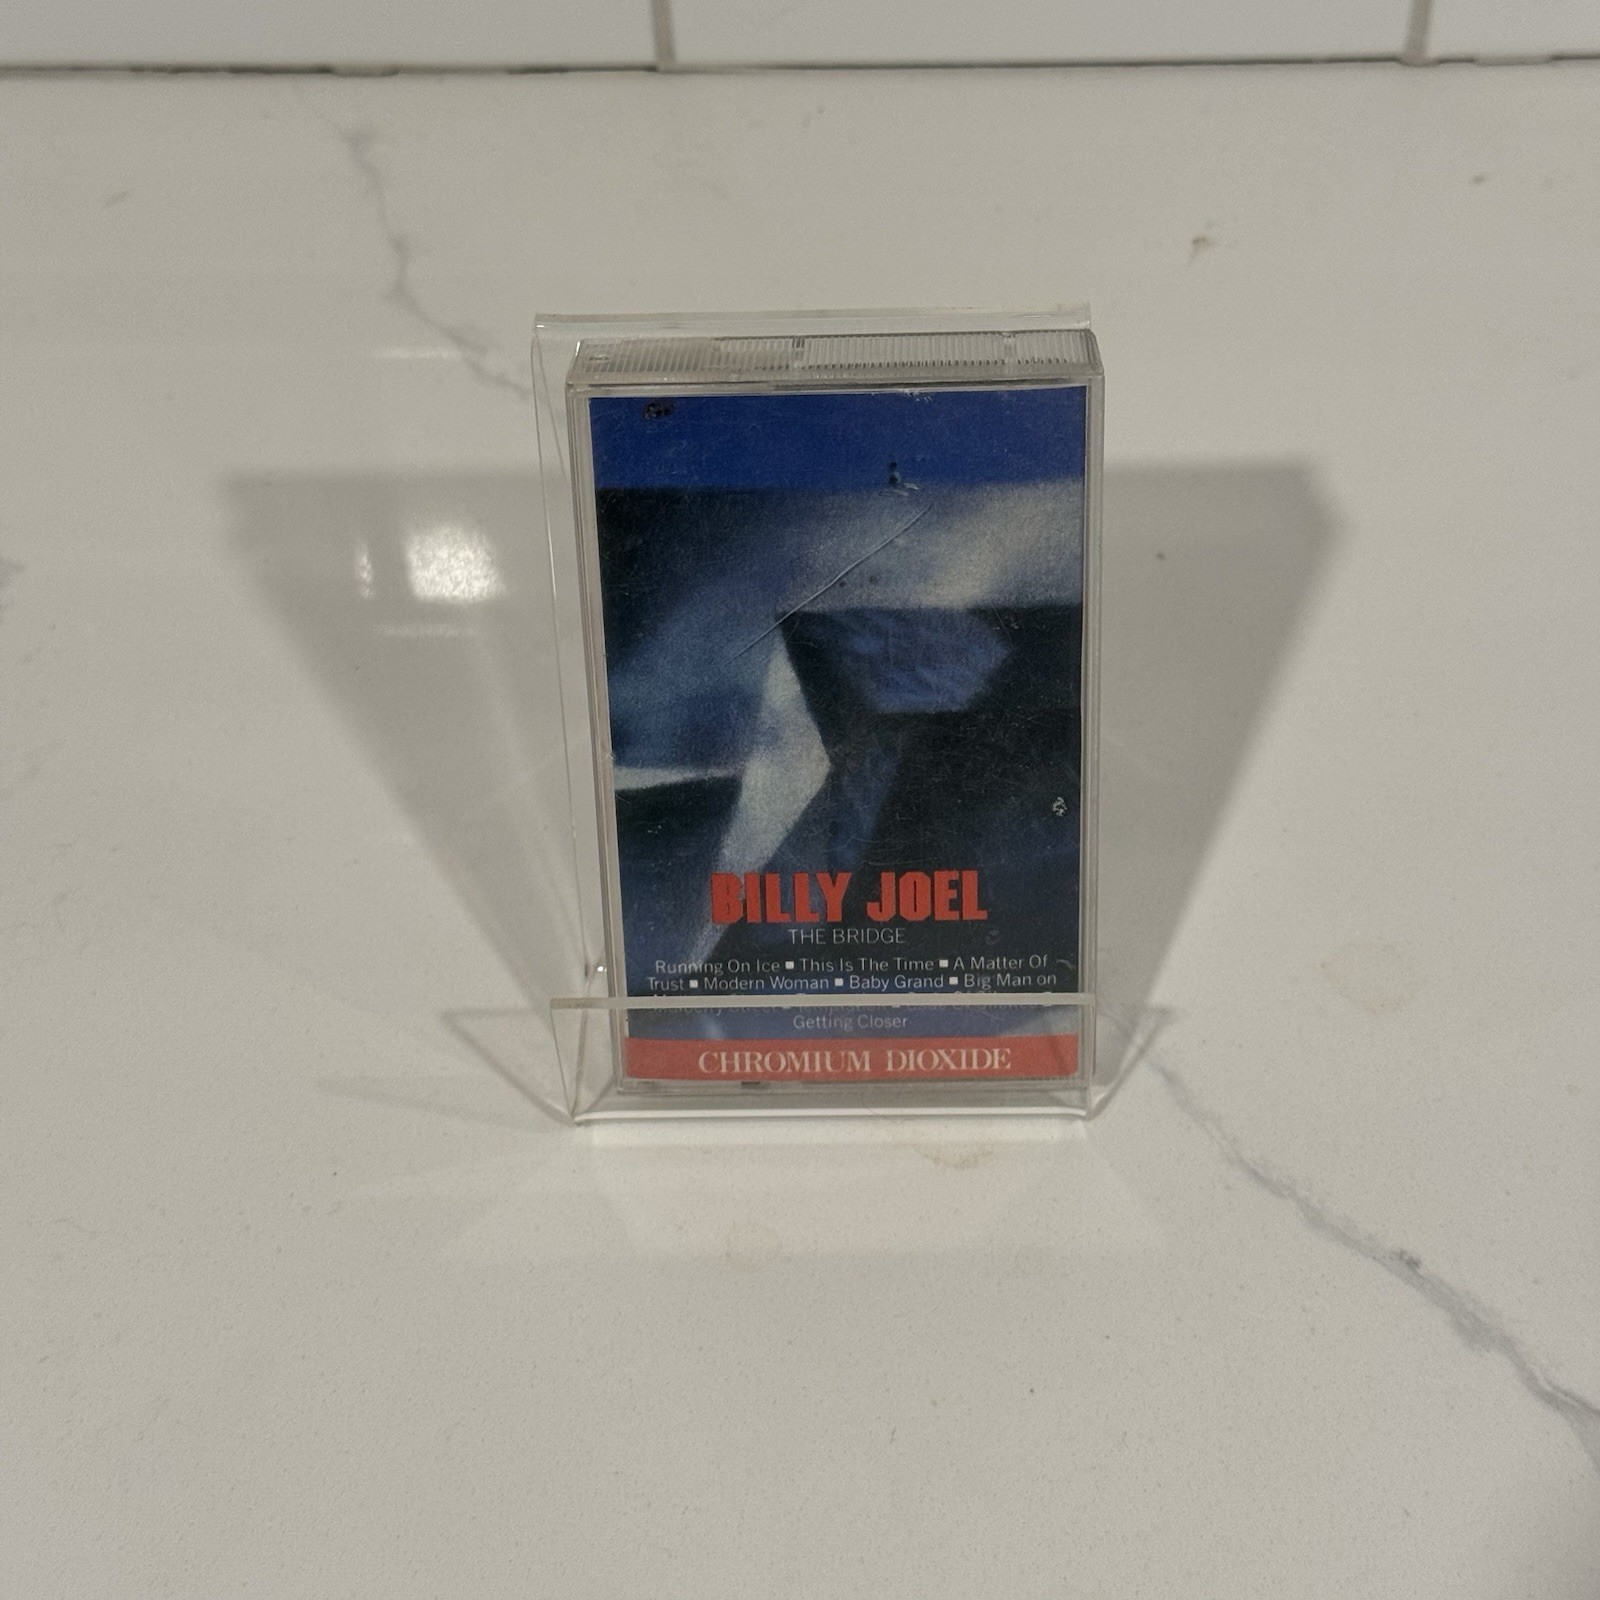 BILLY JOEL
THE BRIDGE
Running On Ice ▪ This Is The Time ▪ A Matter Of
Trust ▪ Modern Woman ▪ Baby Grand ▪ Big Man on
Getting Closer
CHROMIUM DIOXIDE